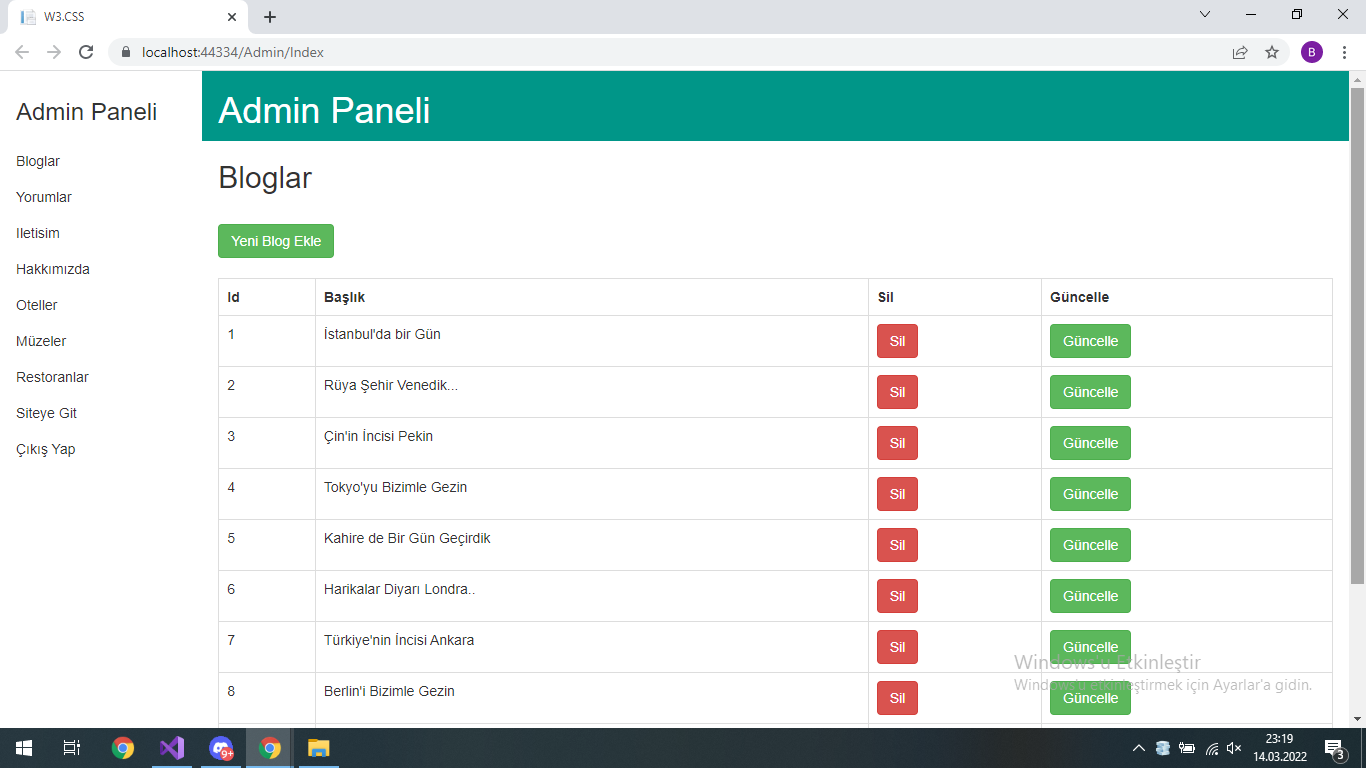 W3.CSS
localhost:44334/Admin/Index
B
Admin Paneli
Bloglar
Yorumlar
Iletisim
Hakkımızda
Oteller
Müzeler
Restoranlar
Siteye Git
Çıkış Yap
Admin Paneli
Bloglar
Yeni Blog Ekle
Id Başlık Sil Güncelle
1 İstanbul'da bir Gün Sil Güncelle
2 Rüya Şehir Venedik... Sil Güncelle
3 Çin'in İncisi Pekin Sil Güncelle
4 Tokyo'yu Bizimle Gezin Sil Güncelle
5 Kahire de Bir Gün Geçirdik Sil Güncelle
6 Harikalar Diyarı Londra.. Sil Güncelle
7 Türkiye'nin İncisi Ankara Sil Güncelle
8 Berlin'i Bizimle Gezin Sil Güncelle
Windows'u Etkinleştir
Windows'u etkinleştirmek için Ayarlar'a gidin.
9+
23:19
14.03.2022
3